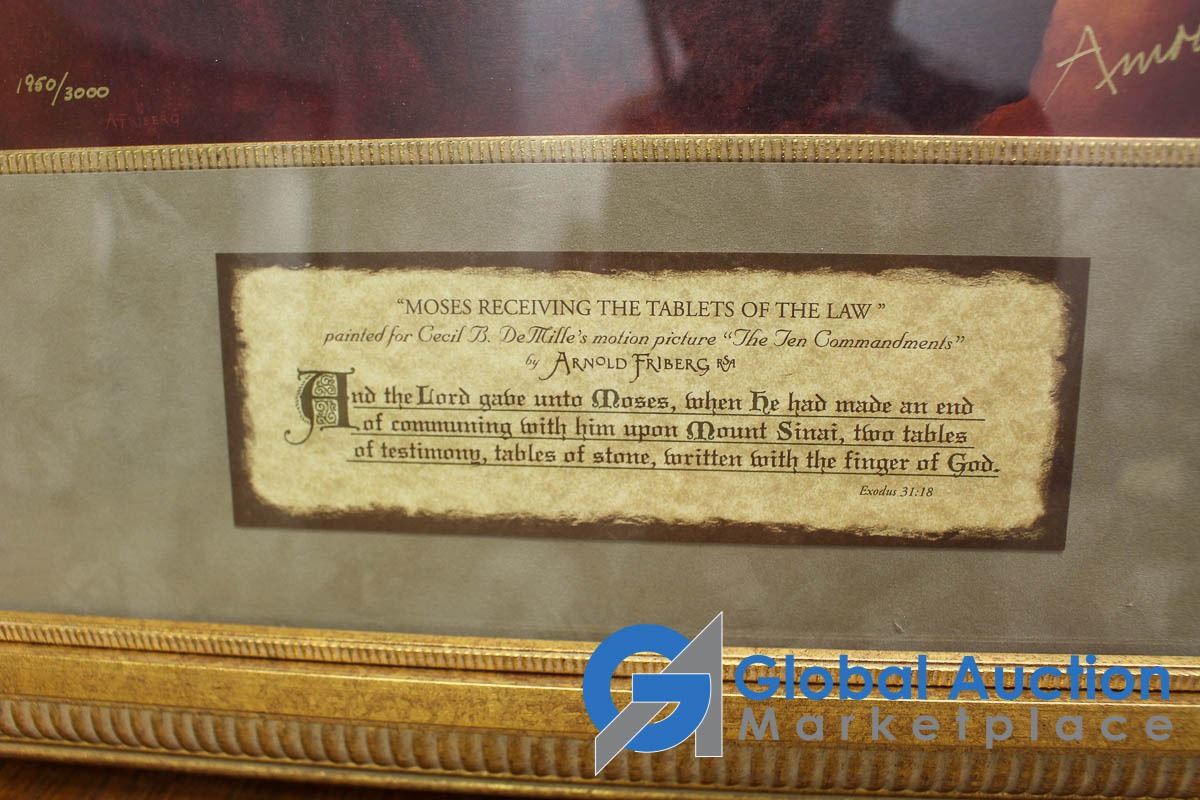 1950/3000
A·FRIBERG
"MOSES RECEIVING THE TABLETS OF THE LAW"
painted for Cecil B. DeMille's motion picture "The Ten Commandments"
by ARNOLD FRIBERG RSA
And the Lord gave unto Moses, when He had made an end
of communing with him upon Mount Sinai, two tables
of testimony, tables of stone, written with the finger of God.
Exodus 31:18
Global Auction
Marketplace